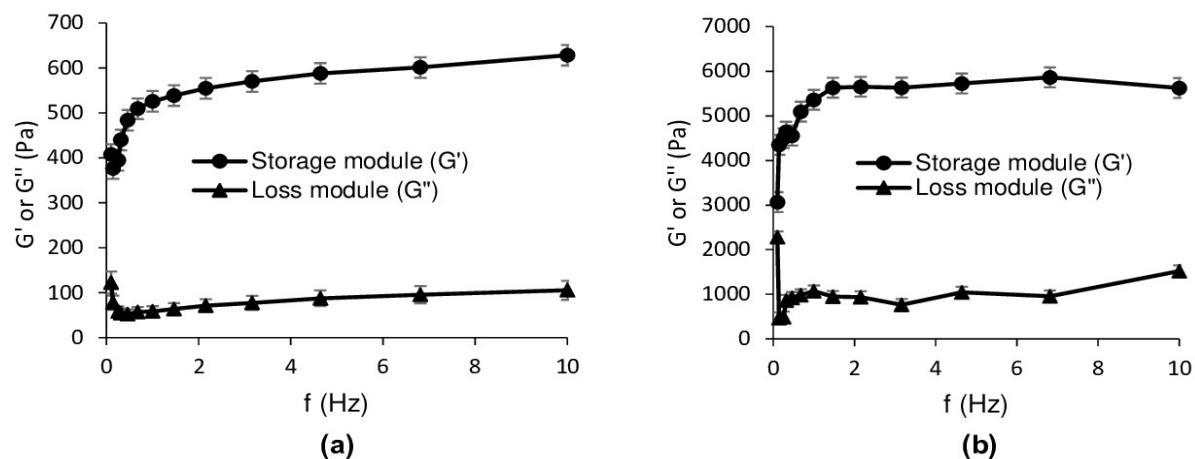 700
600
500
400
300
200
100
0
G' or G'' (Pa)
Storage module (G')
Loss module (G'')
0 2 4 6 8 10
f (Hz)
(a)
7000
6000
5000
4000
3000
2000
1000
0
G' or G'' (Pa)
Storage module (G')
Loss module (G'')
0 2 4 6 8 10
f (Hz)
(b)